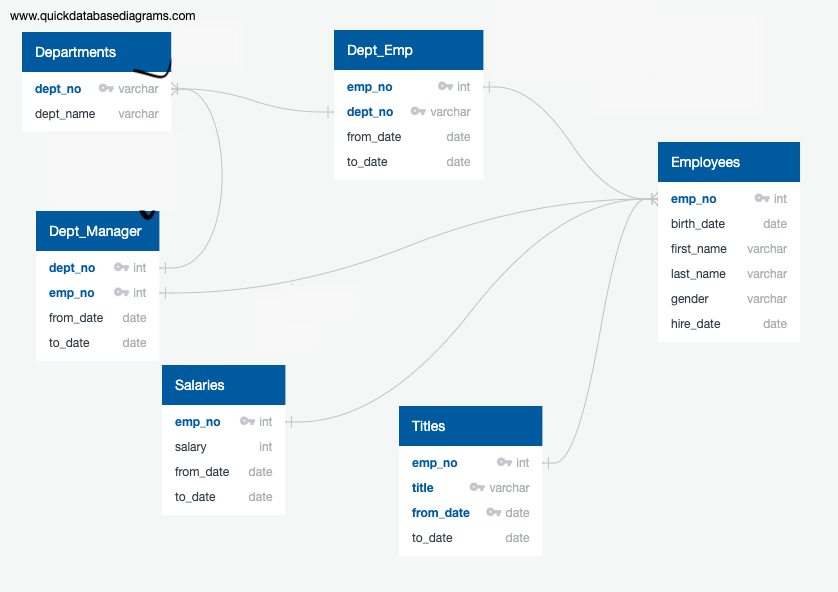 www.quickdatabasediagrams.com
Departments
dept_no varchar
dept_name varchar
Dept_Emp
emp_no int
dept_no varchar
from_date date
to_date date
Employees
emp_no int
birth_date date
first_name varchar
last_name varchar
gender varchar
hire_date date
Dept_Manager
dept_no int
emp_no int
from_date date
to_date date
Salaries
emp_no int
salary int
from_date date
to_date date
Titles
emp_no int
title varchar
from_date date
to_date date